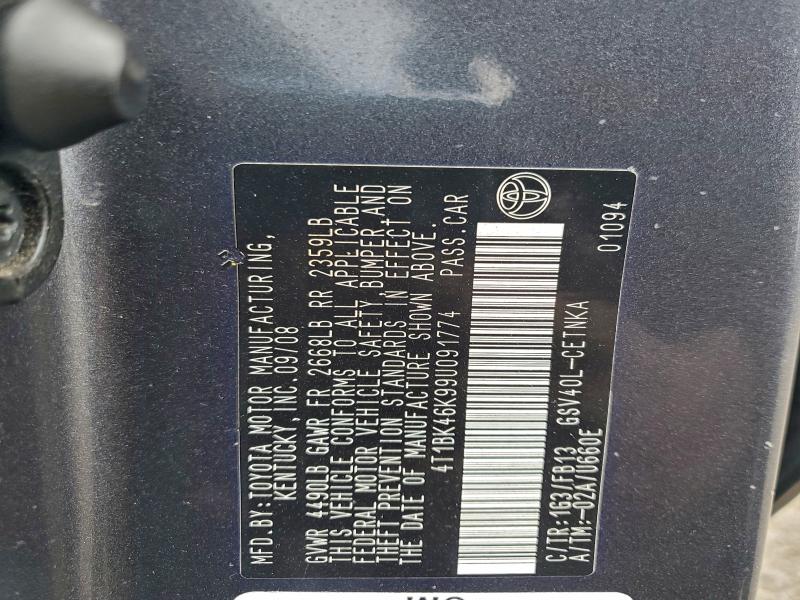 MFD.BY:TOYOTA MOTOR MANUFACTURING,
KENTUCKY, INC. 09/08
GVWR 4490LB GAWR FR 2668LB RR 2359LB
THIS VEHICLE CONFORMS TO ALL APPLICABLE
FEDERAL MOTOR VEHICLE SAFETY, BUMPER, AND
THEFT PREVENTION STANDARDS IN EFFECT ON
THE DATE OF MANUFACTURE SHOWN ABOVE.
4T1BK46K99U091774 PASS.CAR
C/TR:1G3/FB13 GSV40L-CETNKA
A/TM:-02A/U660E 01094